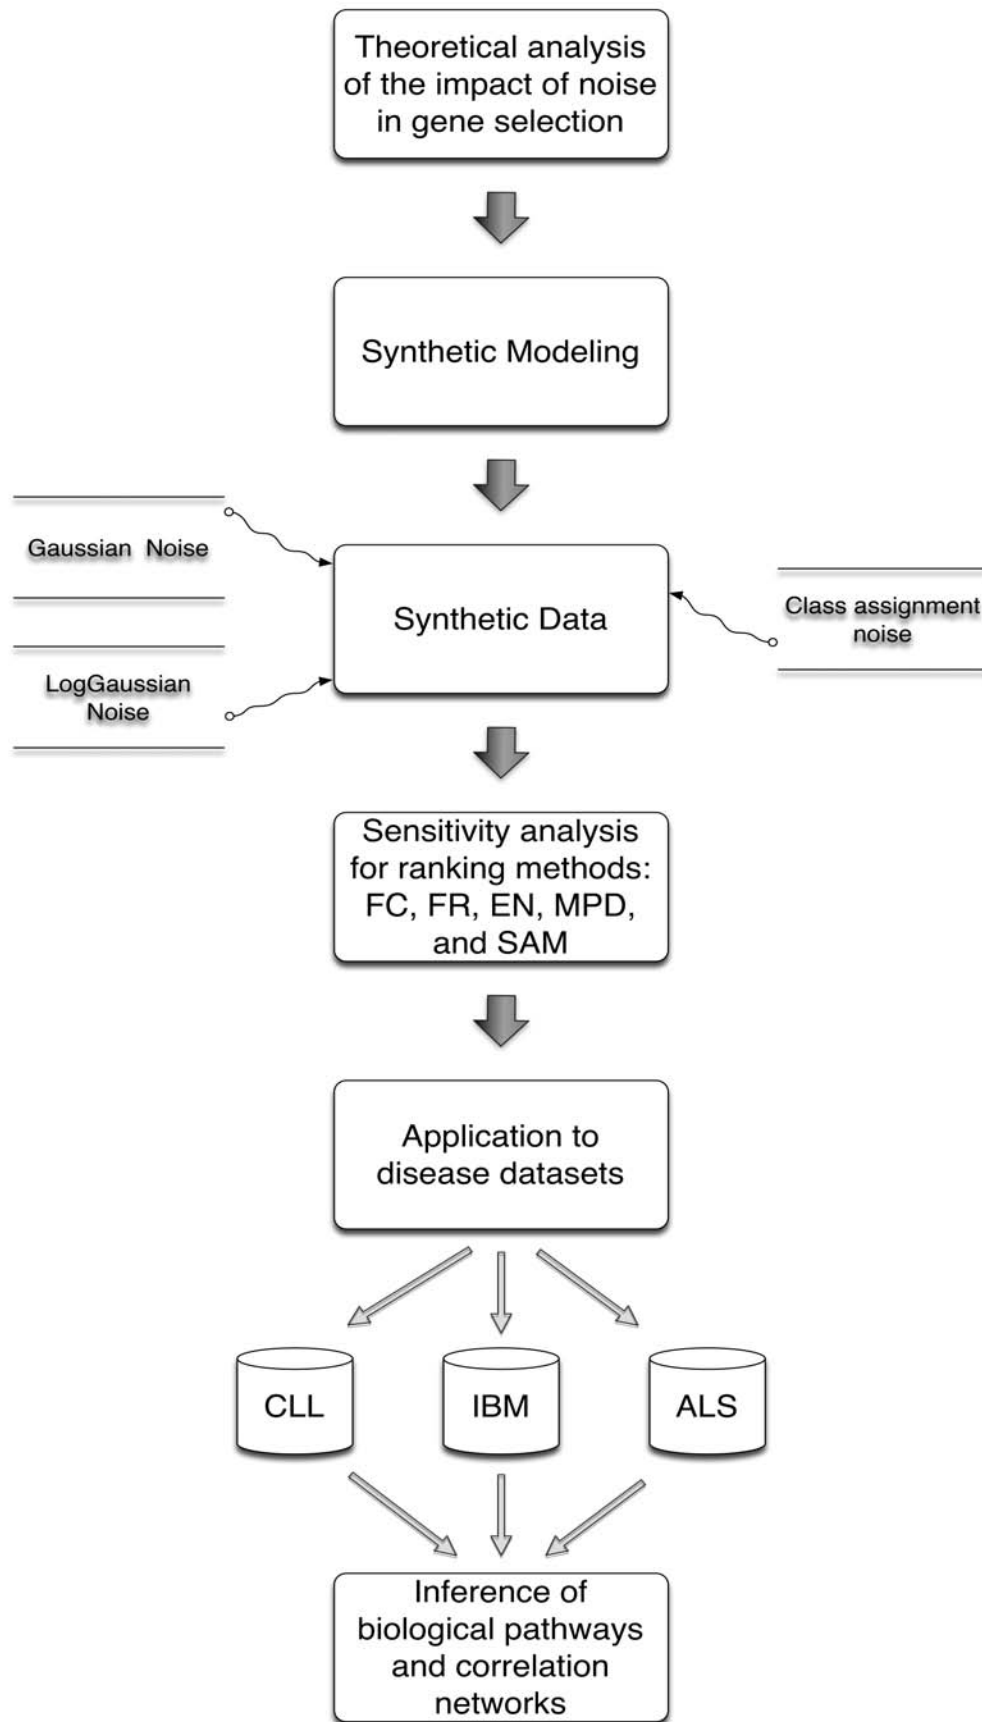 Theoretical analysis
of the impact of noise
in gene selection
Synthetic Modeling
Gaussian Noise
LogGaussian
Noise
Synthetic Data
Class assignment
noise
Sensitivity analysis
for ranking methods:
FC, FR, EN, MPD,
and SAM
Application to
disease datasets
CLL
IBM
ALS
Inference of
biological pathways
and correlation
networks